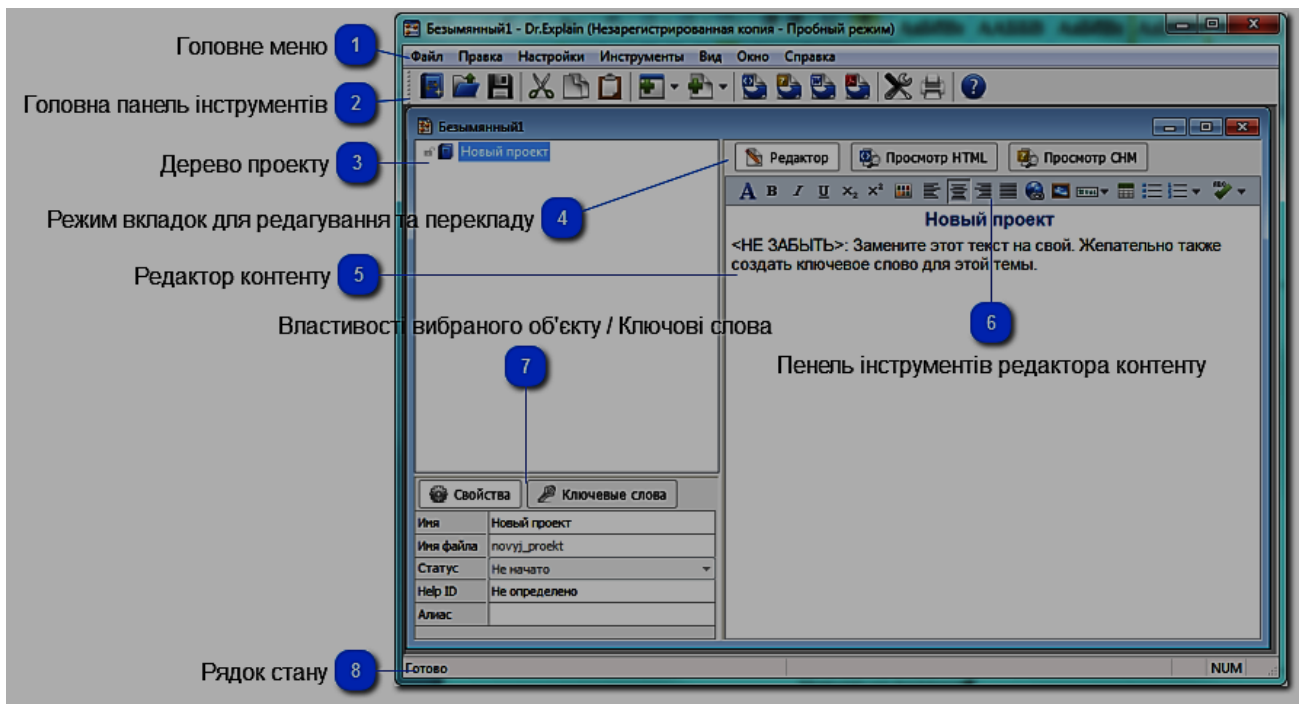 Безымянный1 - Dr.Explain (Незарегистрированная копия - Пробный режим)
Головне меню 1
Файл Правка Настройки Инструменты Вид Окно Справка
Головна панель інструментів 2
Безымянный1
Дерево проекту 3
Новый проект
Редактор Просмотр HTML Просмотр CHM
Режим вкладок для редагування та перекладу 4
Новый проект
<НЕ ЗАБЫТЬ>: Замените этот текст на свой. Желательно также
создать ключевое слово для этой темы.
Редактор контенту 5
Властивості вибраного об'єкту / Ключові слова
7
6
Пенель інструментів редактора контенту
Свойства Ключевые слова
Имя Новый проект
Имя файла novyj_proekt
Статус Не начато
Help ID Не определено
Алиас
Рядок стану 8
Готово NUM